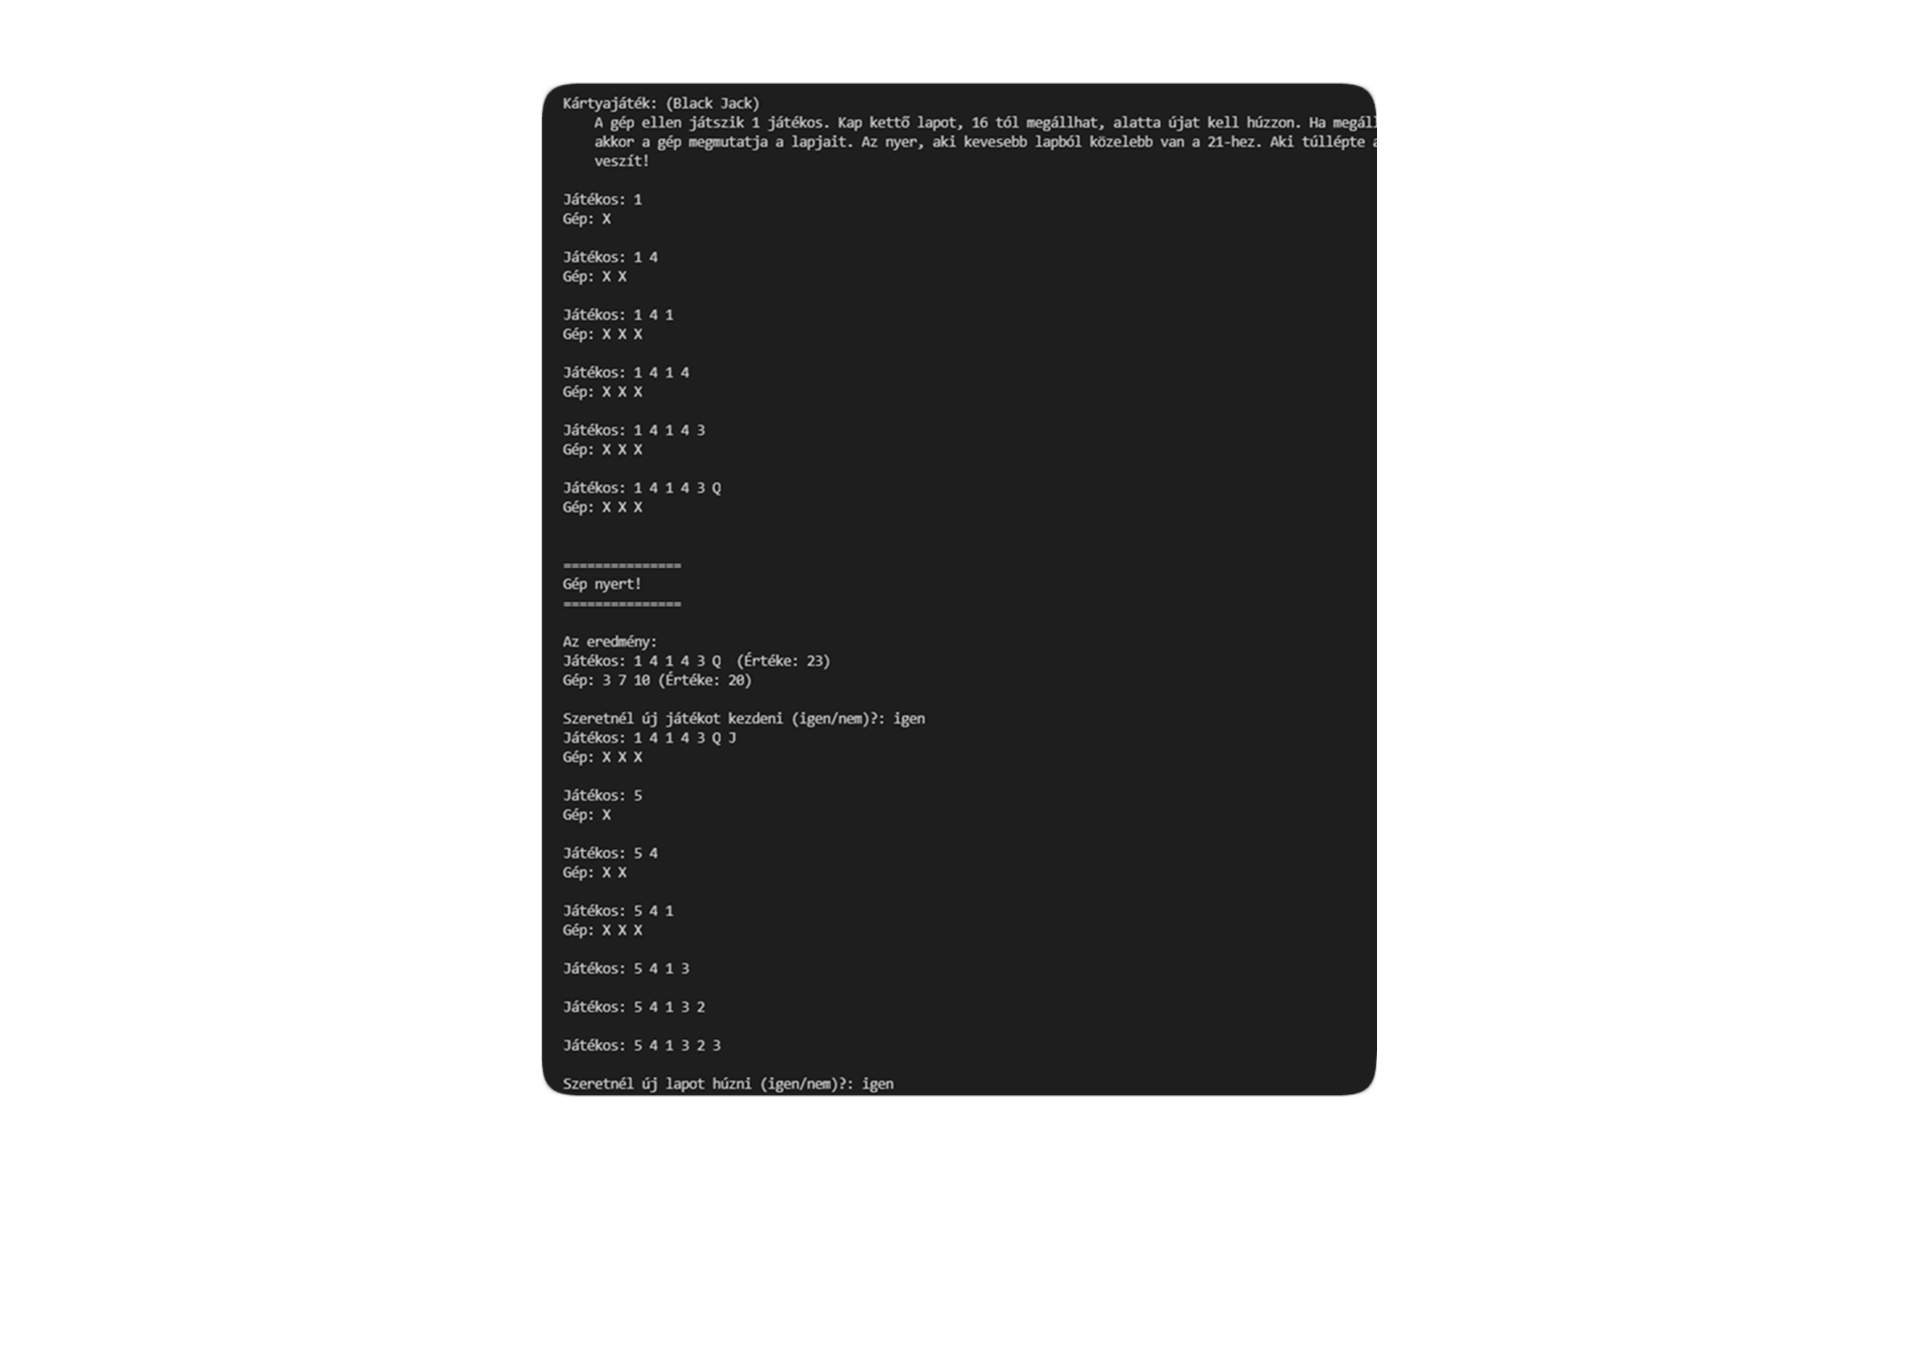 Kártyajáték: (Black Jack)
A gép ellen játszik 1 játékos. Kap kettő lapot, 16 tól megállhat, alatta újat kell húzzon. Ha megáll
akkor a gép megmutatja a lapjait. Az nyer, aki kevesebb lapból közelebb van a 21-hez. Aki túllépte a
veszít!
Játékos: 1
Gép: X
Játékos: 1 4
Gép: X X
Játékos: 1 4 1
Gép: X X X
Játékos: 1 4 1 4
Gép: X X X
Játékos: 1 4 1 4 3
Gép: X X X
Játékos: 1 4 1 4 3 Q
Gép: X X X
===============
Gép nyert!
===============
Az eredmény:
Játékos: 1 4 1 4 3 Q  (Értéke: 23)
Gép: 3 7 10 (Értéke: 20)
Szeretnél új játékot kezdeni (igen/nem)?: igen
Játékos: 1 4 1 4 3 Q J
Gép: X X X
Játékos: 5
Gép: X
Játékos: 5 4
Gép: X X
Játékos: 5 4 1
Gép: X X X
Játékos: 5 4 1 3
Játékos: 5 4 1 3 2
Játékos: 5 4 1 3 2 3
Szeretnél új lapot húzni (igen/nem)?: igen